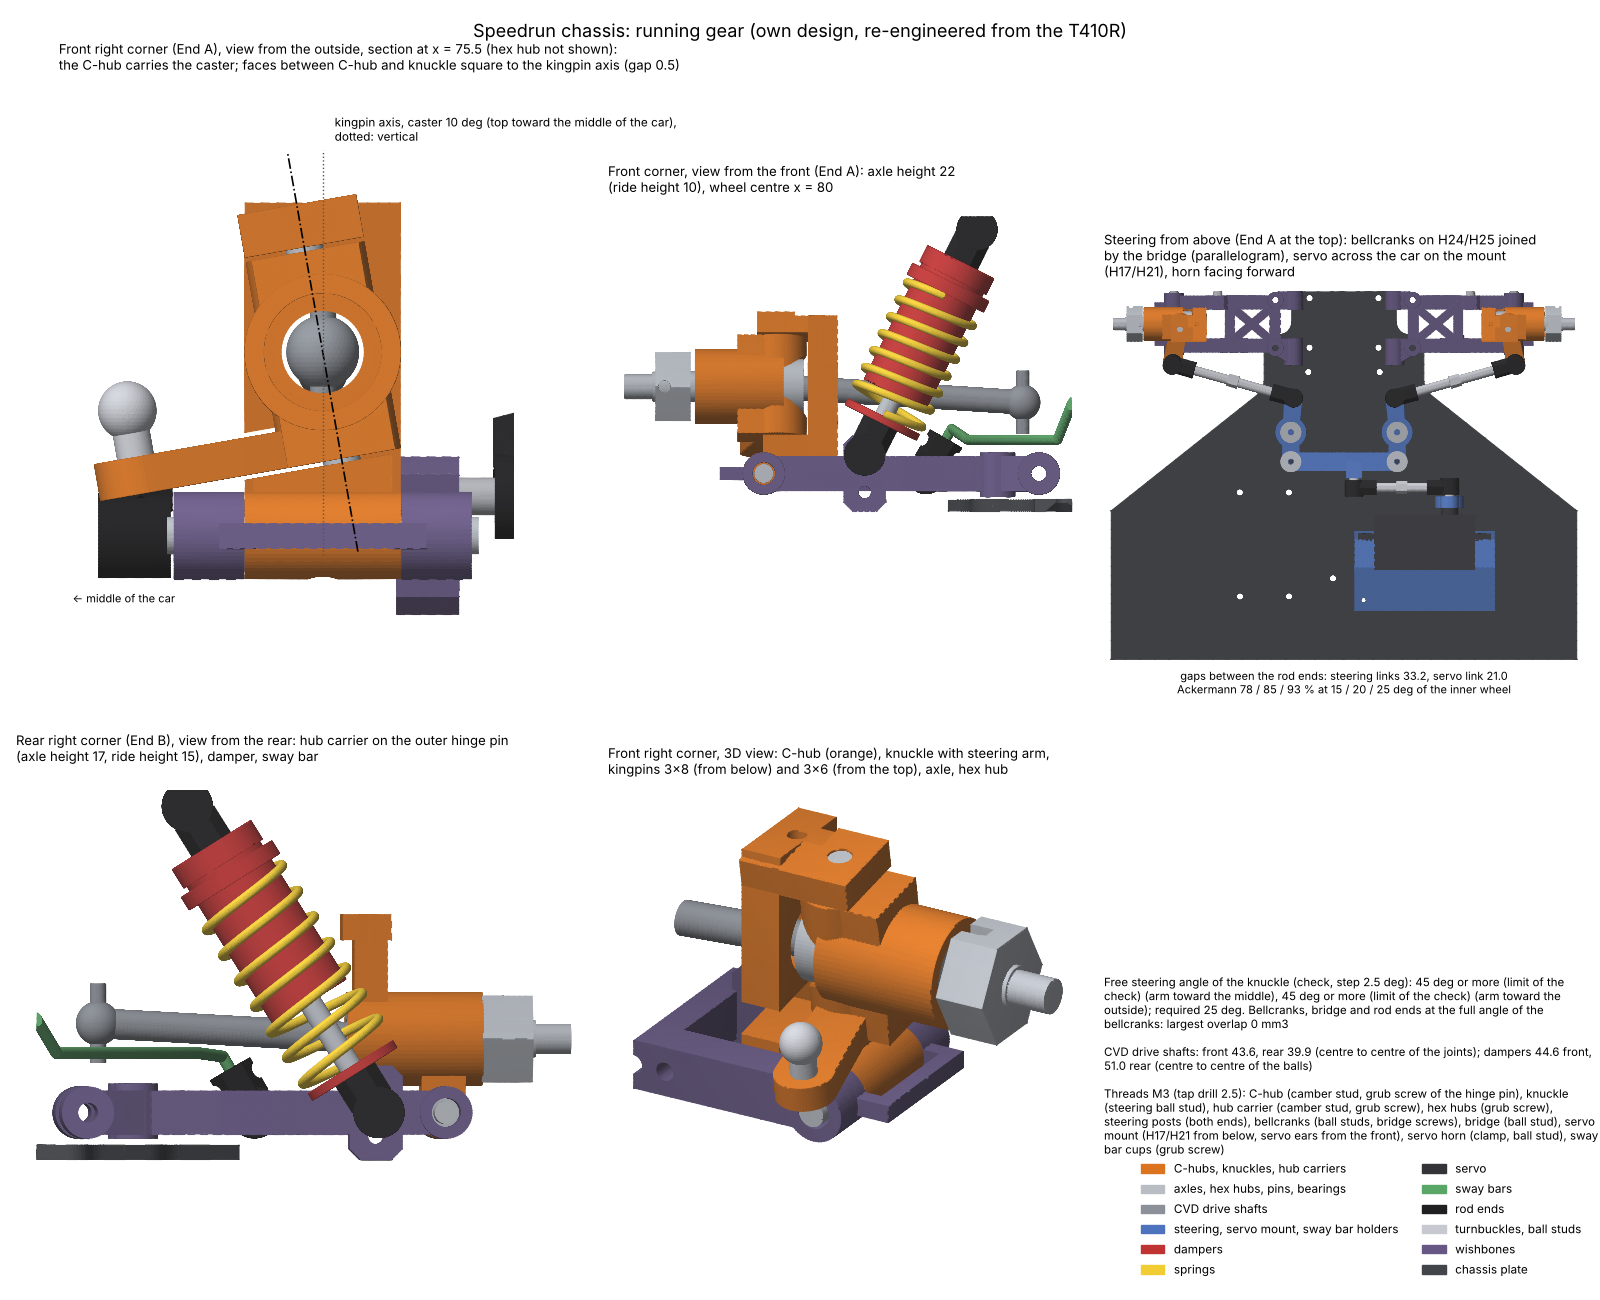 Speedrun chassis: running gear (own design, re-engineered from the T410R)
Front right corner (End A), view from the outside, section at x = 75.5 (hex hub not shown):
the C-hub carries the caster; faces between C-hub and knuckle square to the kingpin axis (gap 0.5)
kingpin axis, caster 10 deg (top toward the middle of the car),
dotted: vertical
← middle of the car
Front corner, view from the front (End A): axle height 22
(ride height 10), wheel centre x = 80
Steering from above (End A at the top): bellcranks on H24/H25 joined
by the bridge (parallelogram), servo across the car on the mount
(H17/H21), horn facing forward
gaps between the rod ends: steering links 33.2, servo link 21.0
Ackermann 78 / 85 / 93 % at 15 / 20 / 25 deg of the inner wheel
Rear right corner (End B), view from the rear: hub carrier on the outer hinge pin
(axle height 17, ride height 15), damper, sway bar
Front right corner, 3D view: C-hub (orange), knuckle with steering arm,
kingpins 3×8 (from below) and 3×6 (from the top), axle, hex hub
Free steering angle of the knuckle (check, step 2.5 deg): 45 deg or more (limit of the
check) (arm toward the middle), 45 deg or more (limit of the check) (arm toward the
outside); required 25 deg. Bellcranks, bridge and rod ends at the full angle of the
bellcranks: largest overlap 0 mm3
CVD drive shafts: front 43.6, rear 39.9 (centre to centre of the joints); dampers 44.6 front,
51.0 rear (centre to centre of the balls)
Threads M3 (tap drill 2.5): C-hub (camber stud, grub screw of the hinge pin), knuckle
(steering ball stud), hub carrier (camber stud, grub screw), hex hubs (grub screw),
steering posts (both ends), bellcranks (ball studs, bridge screws), bridge (ball stud), servo
mount (H17/H21 from below, servo ears from the front), servo horn (clamp, ball stud), sway
bar cups (grub screw)
C-hubs, knuckles, hub carriers
axles, hex hubs, pins, bearings
CVD drive shafts
steering, servo mount, sway bar holders
dampers
springs
servo
sway bars
rod ends
turnbuckles, ball studs
wishbones
chassis plate